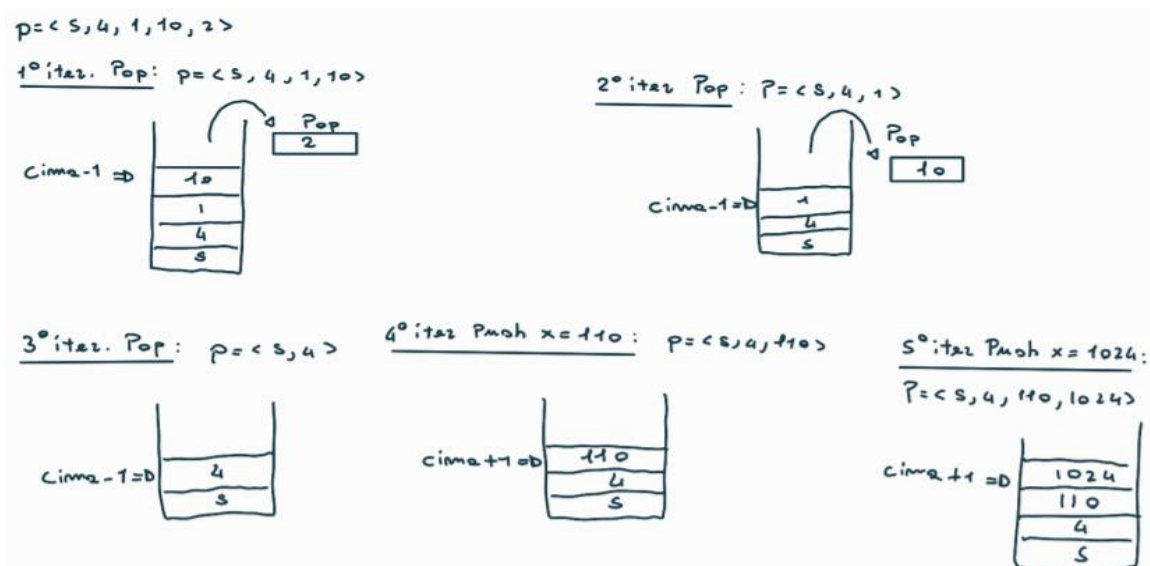 p=< 5, 4, 1, 10, 2>
1° iter. Pop: p=< 5, 4, 1, 10>
Pop
2
Cima-1 ⇒
10
1
4
5
2° iter Pop: P=< 5, 4, 1>
Pop
10
Cima-1 ⇒
1
4
5
3° iter. Pop: p=< 5, 4>
Cima-1 ⇒
4
5
4° iter Push x=110: p=< 5, 4, 110>
Cima+1 ⇒
110
4
5
5° iter Push x=1024:
P=< 5, 4, 110, 1024>
Cima+1 ⇒
1024
110
4
5